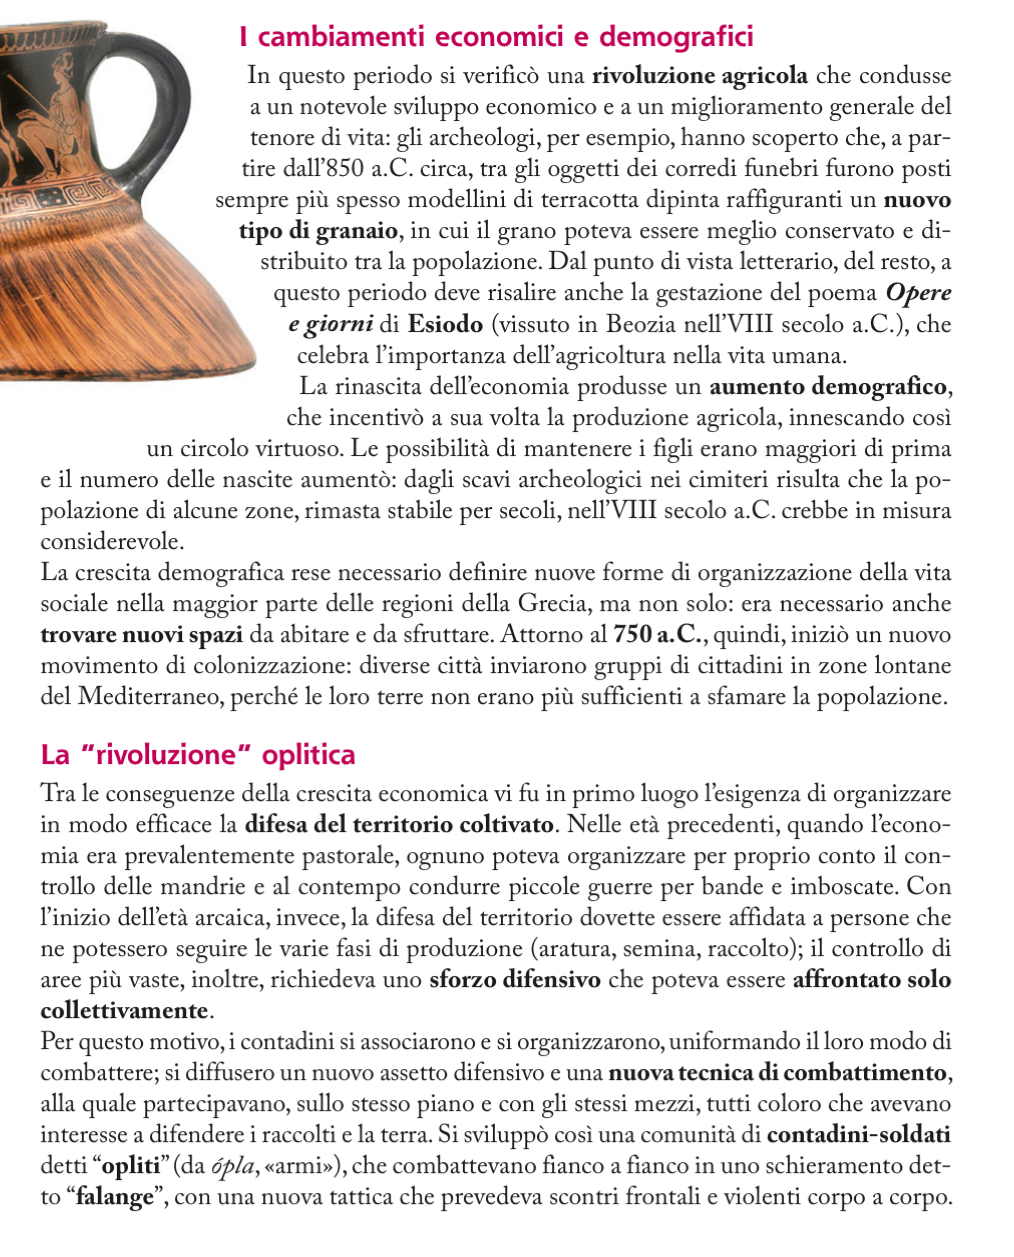 I cambiamenti economici e demografici
In questo periodo si verificò una rivoluzione agricola che condusse
a un notevole sviluppo economico e a un miglioramento generale del
tenore di vita: gli archeologi, per esempio, hanno scoperto che, a par-
tire dall’850 a.C. circa, tra gli oggetti dei corredi funebri furono posti
sempre più spesso modellini di terracotta dipinta raffiguranti un nuovo
tipo di granaio, in cui il grano poteva essere meglio conservato e di-
stribuito tra la popolazione. Dal punto di vista letterario, del resto, a
questo periodo deve risalire anche la gestazione del poema Opere
e giorni di Esiodo (vissuto in Beozia nell’VIII secolo a.C.), che
celebra l’importanza dell’agricoltura nella vita umana.
La rinascita dell’economia produsse un aumento demografico,
che incentivò a sua volta la produzione agricola, innescando così
un circolo virtuoso. Le possibilità di mantenere i figli erano maggiori di prima
e il numero delle nascite aumentò: dagli scavi archeologici nei cimiteri risulta che la po-
polazione di alcune zone, rimasta stabile per secoli, nell’VIII secolo a.C. crebbe in misura
considerevole.
La crescita demografica rese necessario definire nuove forme di organizzazione della vita
sociale nella maggior parte delle regioni della Grecia, ma non solo: era necessario anche
trovare nuovi spazi da abitare e da sfruttare. Attorno al 750 a.C., quindi, iniziò un nuovo
movimento di colonizzazione: diverse città inviarono gruppi di cittadini in zone lontane
del Mediterraneo, perché le loro terre non erano più sufficienti a sfamare la popolazione.
La “rivoluzione” oplitica
Tra le conseguenze della crescita economica vi fu in primo luogo l’esigenza di organizzare
in modo efficace la difesa del territorio coltivato. Nelle età precedenti, quando l’econo-
mia era prevalentemente pastorale, ognuno poteva organizzare per proprio conto il con-
trollo delle mandrie e al contempo condurre piccole guerre per bande e imboscate. Con
l’inizio dell’età arcaica, invece, la difesa del territorio dovette essere affidata a persone che
ne potessero seguire le varie fasi di produzione (aratura, semina, raccolto); il controllo di
aree più vaste, inoltre, richiedeva uno sforzo difensivo che poteva essere affrontato solo
collettivamente.
Per questo motivo, i contadini si associarono e si organizzarono, uniformando il loro modo di
combattere; si diffusero un nuovo assetto difensivo e una nuova tecnica di combattimento,
alla quale partecipavano, sullo stesso piano e con gli stessi mezzi, tutti coloro che avevano
interesse a difendere i raccolti e la terra. Si sviluppò così una comunità di contadini-soldati
detti “opliti” (da ópla, «armi»), che combattevano fianco a fianco in uno schieramento det-
to “falange”, con una nuova tattica che prevedeva scontri frontali e violenti corpo a corpo.